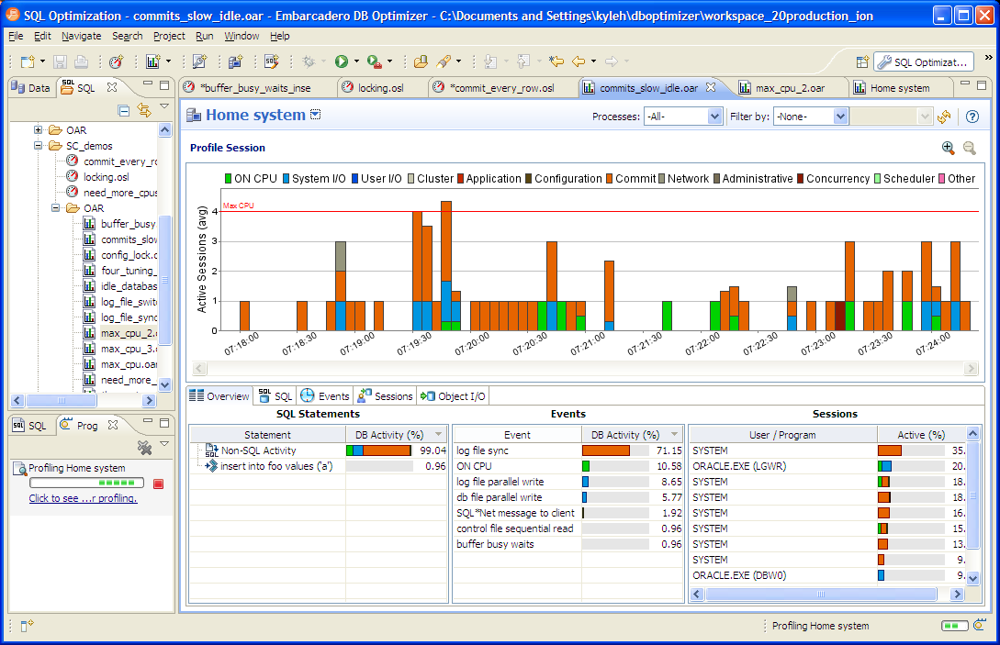 SQL Optimization - commits_slow_idle.oar - Embarcadero DB Optimizer - C:\Documents and Settings\kyleh\dboptimizer\workspace_20production_ion
File Edit Navigate Search Project Run Window Help
SQL
SQL Optimizat...
Data SQL *buffer_busy_waits_inse locking.osl *commit_every_row.osl commits_slow_idle.oar max_cpu_2.oar Home system
Home system Processes: -All- Filter by: -None-
OAR
SC_demos
commit_every_ro
locking.osl
need_more_cpus
OAR
buffer_busy
commits_slow
config_lock.o
four_tuning_
idle_databas
log_file_swit
log_file_sync
max_cpu_2.o
max_cpu_3.o
max_cpu.oar
need_more_
Profile Session
ON CPU System I/O User I/O Cluster Application Configuration Commit Network Administrative Concurrency Scheduler Other
Active Sessions (avg)
Max CPU
4
3
2
1
0
07:18:00 07:18:30 07:19:00 07:19:30 07:20:00 07:20:30 07:21:00 07:21:30 07:22:00 07:22:30 07:23:00 07:23:30 07:24:00
SQL Prog
Profiling Home system
Click to see ...r profiling.
Overview SQL Events Sessions Object I/O
SQL Statements
Statement DB Activity (%)
Non-SQL Activity 99.04
insert into foo values ('a') 0.96
Events
Event DB Activity (%)
log file sync 71.15
ON CPU 10.58
log file parallel write 8.65
db file parallel write 5.77
SQL*Net message to client 1.92
control file sequential read 0.96
buffer busy waits 0.96
Sessions
User / Program Active (%)
SYSTEM 35.
ORACLE.EXE (LGWR) 20.
SYSTEM 18.
SYSTEM 18.
SYSTEM 16.
SYSTEM 15.
SYSTEM 13.
SYSTEM 9.
ORACLE.EXE (DBW0) 9.
Profiling Home system